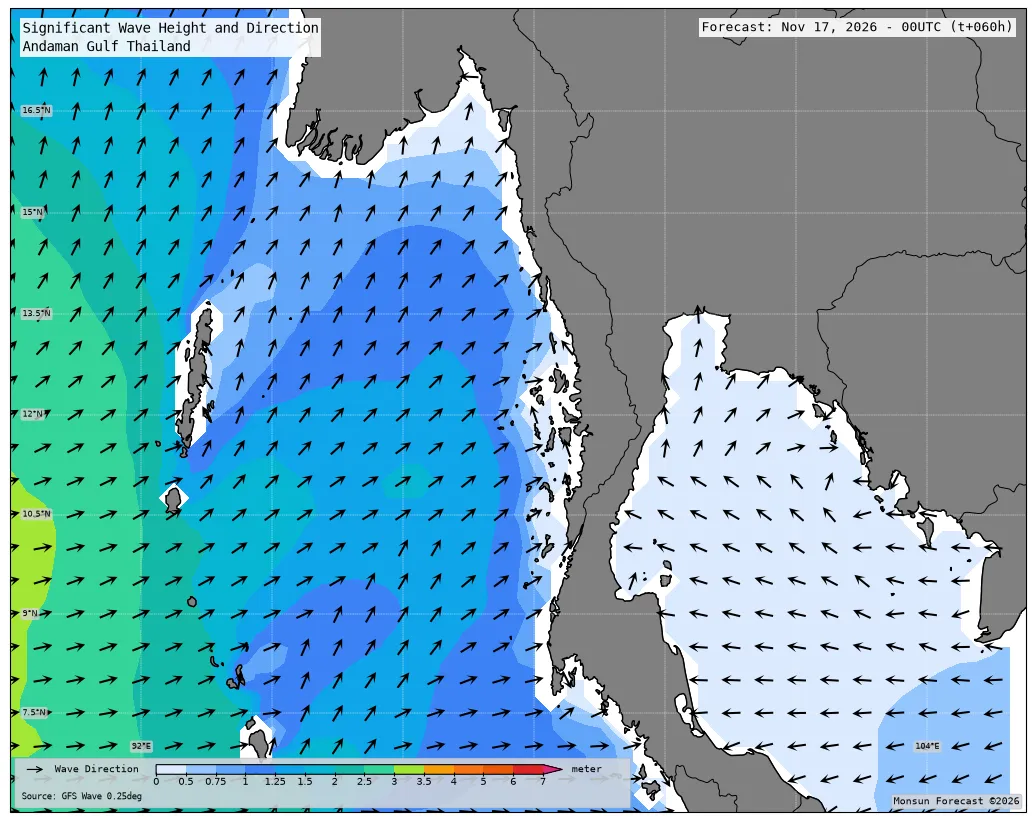 Significant Wave Height and Direction
Andaman Gulf Thailand
Forecast: Nov 17, 2026 - 00UTC (t+060h)
16.5°N
15°N
13.5°N
12°N
10.5°N
9°N
7.5°N
92°E
104°E
Wave Direction
0 0.5 0.75 1 1.25 1.5 2 2.5 3 3.5 4 5 6 7
meter
Source: GFS Wave 0.25deg
Monsun Forecast ©2026